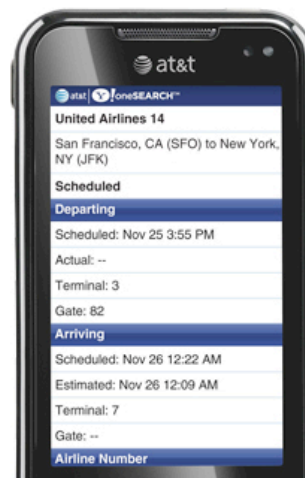 at&t
at&t Y! oneSEARCH™
United Airlines 14
San Francisco, CA (SFO) to New York,
NY (JFK)
Scheduled
Departing
Scheduled: Nov 25 3:55 PM
Actual: --
Terminal: 3
Gate: 82
Arriving
Scheduled: Nov 26 12:22 AM
Estimated: Nov 26 12:09 AM
Terminal: 7
Gate: --
Airline Number